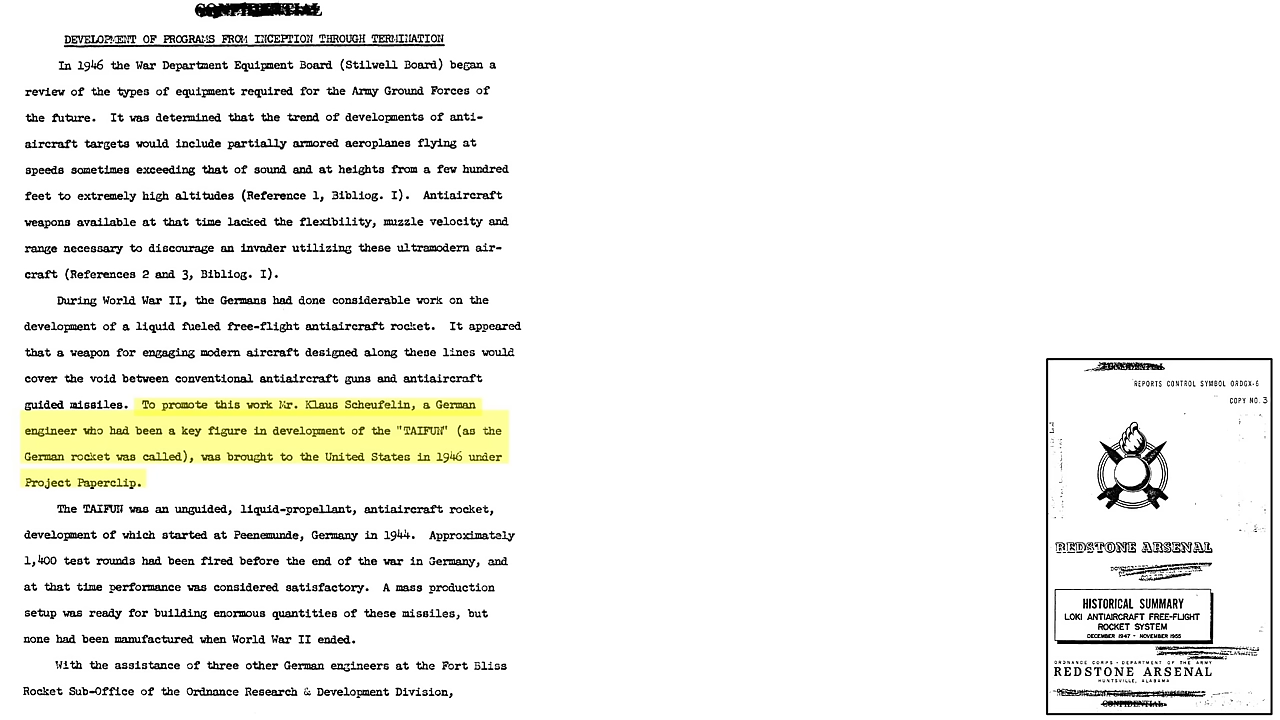 CONFIDENTIAL
DEVELOPMENT OF PROGRAMS FROM INCEPTION THROUGH TERMINATION
In 1946 the War Department Equipment Board (Stilwell Board) began a
review of the types of equipment required for the Army Ground Forces of
the future. It was determined that the trend of developments of anti-
aircraft targets would include partially armored aeroplanes flying at
speeds sometimes exceeding that of sound and at heights from a few hundred
feet to extremely high altitudes (Reference 1, Bibliog. I). Antiaircraft
weapons available at that time lacked the flexibility, muzzle velocity and
range necessary to discourage an invader utilizing these ultramodern air-
craft (References 2 and 3, Bibliog. I).
During World War II, the Germans had done considerable work on the
development of a liquid fueled free-flight antiaircraft rocket. It appeared
that a weapon for engaging modern aircraft designed along these lines would
cover the void between conventional antiaircraft guns and antiaircraft
guided missiles. To promote this work Mr. Klaus Scheufelin, a German
engineer who had been a key figure in development of the "TAIFUN" (as the
German rocket was called), was brought to the United States in 1946 under
Project Paperclip.
The TAIFUN was an unguided, liquid-propellant, antiaircraft rocket,
development of which started at Peenemunde, Germany in 1944. Approximately
1,400 test rounds had been fired before the end of the war in Germany, and
at that time performance was considered satisfactory. A mass production
setup was ready for building enormous quantities of these missiles, but
none had been manufactured when World War II ended.
With the assistance of three other German engineers at the Fort Bliss
Rocket Sub-Office of the Ordnance Research & Development Division,
CONFIDENTIAL
REPORTS CONTROL SYMBOL ORDGX-6
COPY NO. 3
REDSTONE ARSENAL
HISTORICAL SUMMARY
LOKI ANTIAIRCRAFT FREE-FLIGHT
ROCKET SYSTEM
DECEMBER 1947 - NOVEMBER 1955
ORDNANCE CORPS • DEPARTMENT OF THE ARMY
REDSTONE ARSENAL
HUNTSVILLE, ALABAMA
CONFIDENTIAL